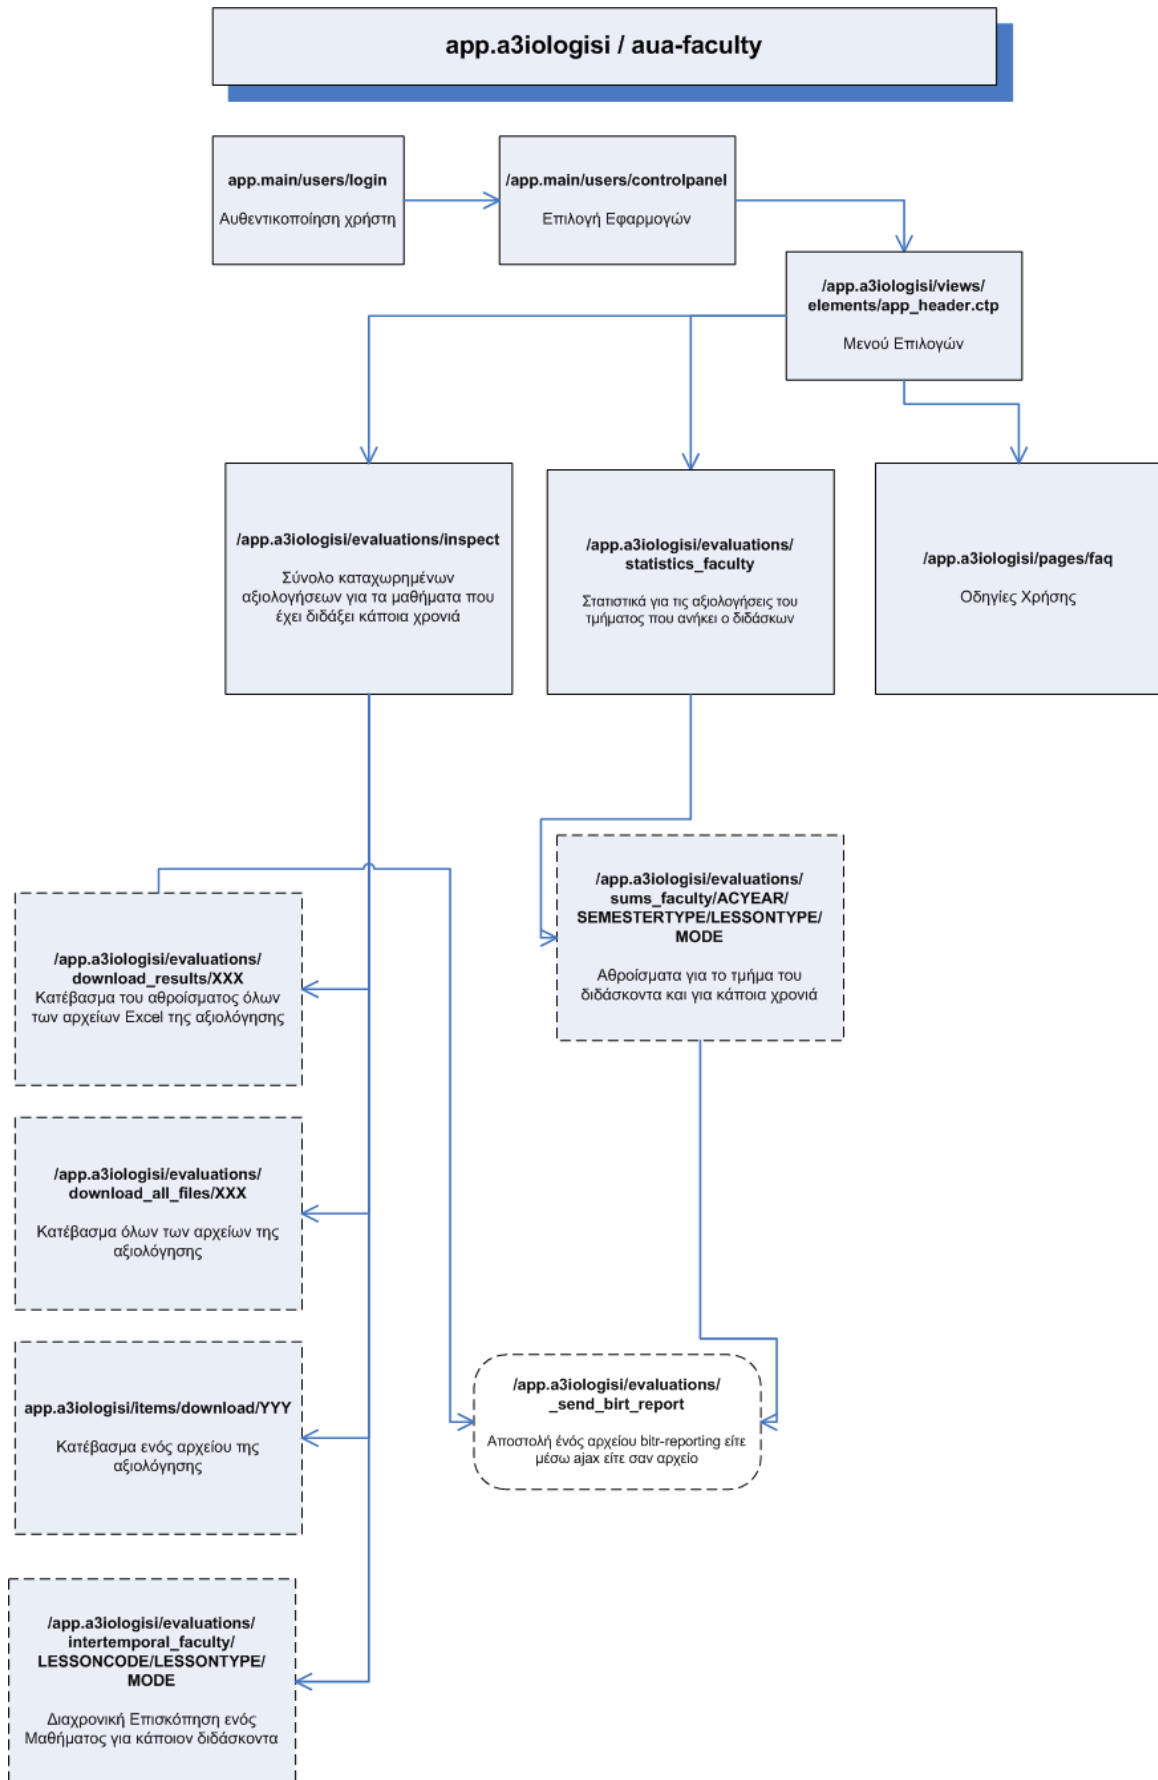 app.a3iologisi / aua-faculty
app.main/users/login
Αυθεντικοποίηση χρήστη
/app.main/users/controlpanel
Επιλογή Εφαρμογών
/app.a3iologisi/views/
elements/app_header.ctp
Μενού Επιλογών
/app.a3iologisi/evaluations/inspect
Σύνολο καταχωρημένων
αξιολογήσεων για τα μαθήματα που
έχει διδάξει κάποια χρονιά
/app.a3iologisi/evaluations/
statistics_faculty
Στατιστικά για τις αξιολογήσεις του
τμήματος που ανήκει ο διδάσκων
/app.a3iologisi/pages/faq
Οδηγίες Χρήσης
/app.a3iologisi/evaluations/
sums_faculty/ACYEAR/
SEMESTERTYPE/LESSONTYPE/
MODE
Αθροίσματα για το τμήμα του
διδάσκοντα και για κάποια χρονιά
/app.a3iologisi/evaluations/
download_results/XXX
Κατέβασμα του αθροίσματος όλων
των αρχείων Excel της αξιολόγησης
/app.a3iologisi/evaluations/
download_all_files/XXX
Κατέβασμα όλων των αρχείων της
αξιολόγησης
app.a3iologisi/items/download/YYY
Κατέβασμα ενός αρχείου της
αξιολόγησης
/app.a3iologisi/evaluations/
_send_birt_report
Αποστολή ένός αρχείου bitr-reporting είτε
μέσω ajax είτε σαν αρχείο
/app.a3iologisi/evaluations/
intertemporal_faculty/
LESSONCODE/LESSONTYPE/
MODE
Διαχρονική Επισκόπηση ενός
Μαθήματος για κάποιον διδάσκοντα